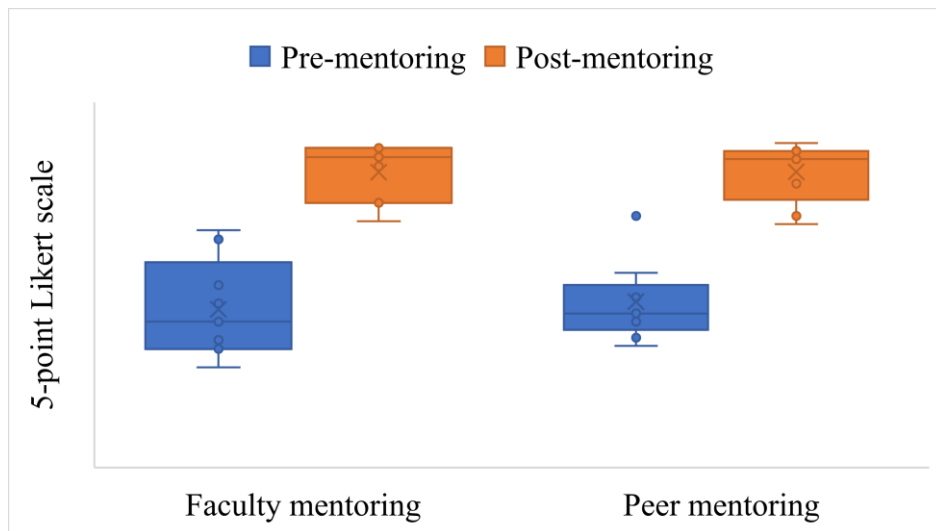 Pre-mentoring Post-mentoring
5-point Likert scale
Faculty mentoring Peer mentoring